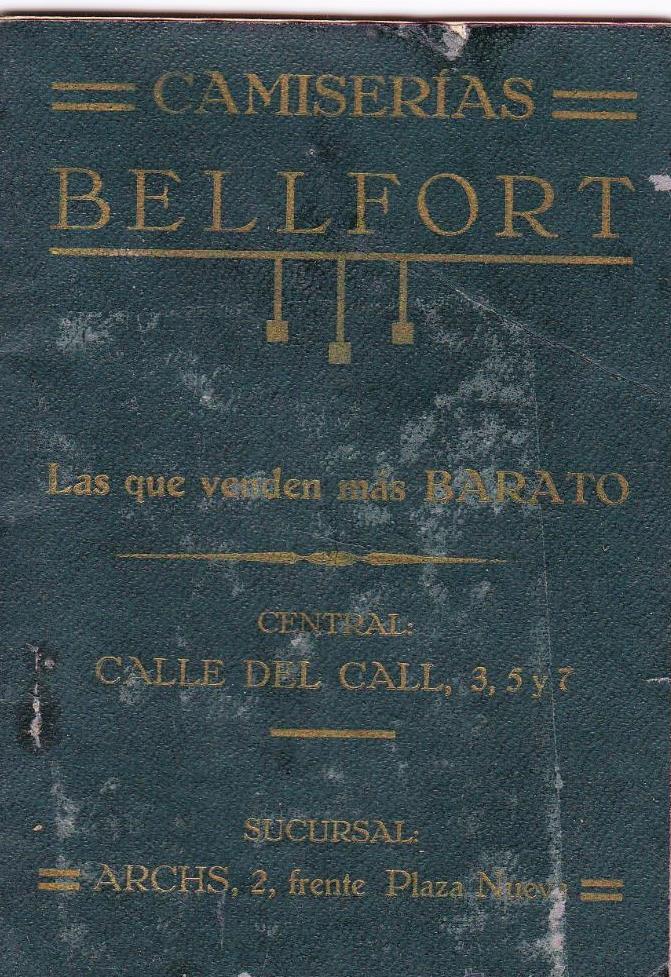 CAMISERÍAS
BELLFORT
Las que venden más BARATO
CENTRAL:
CALLE DEL CALL, 3, 5 y 7
SUCURSAL:
ARCHS, 2, frente Plaza Nueva